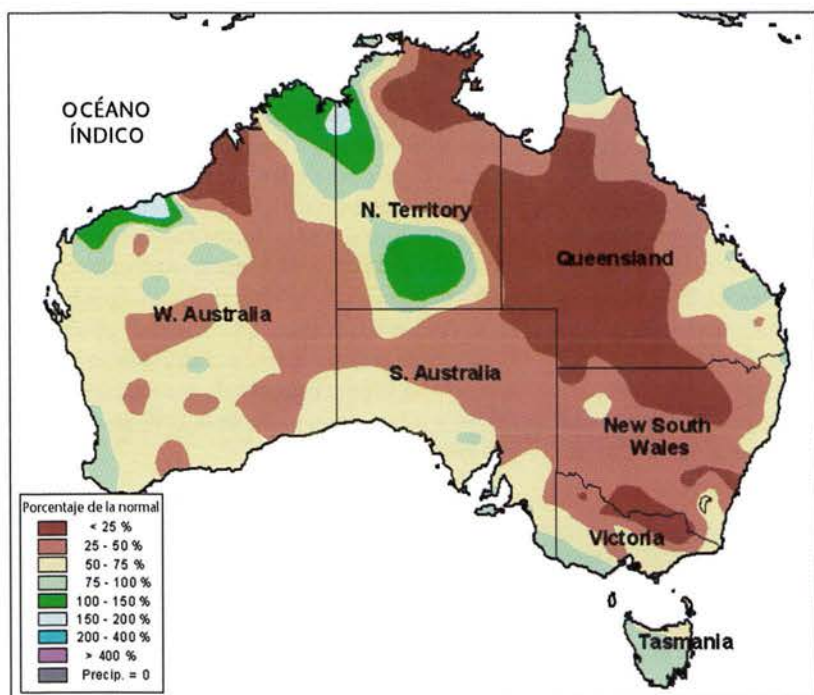 OCÉANO
ÍNDICO
N. Territory
Queensland
W. Australia
S. Australia
New South
Wales
Victoria
Tasmania
Porcentaje de la normal
< 25 %
25 - 50 %
50 - 75 %
75 - 100 %
100 - 150 %
150 - 200 %
200 - 400 %
> 400 %
Precip. = 0